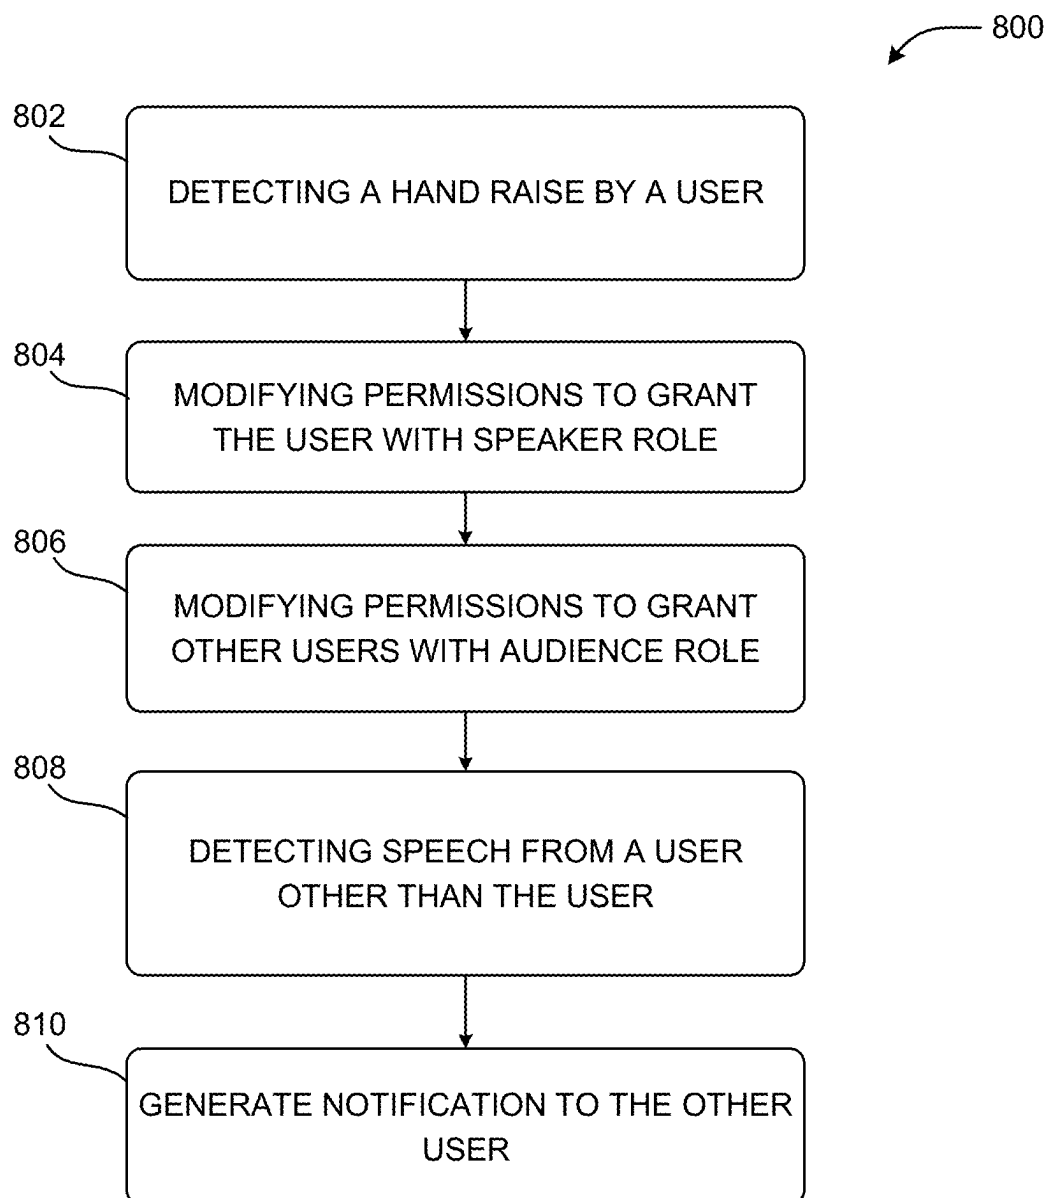 800
802
DETECTING A HAND RAISE BY A USER
804
MODIFYING PERMISSIONS TO GRANT
THE USER WITH SPEAKER ROLE
806
MODIFYING PERMISSIONS TO GRANT
OTHER USERS WITH AUDIENCE ROLE
808
DETECTING SPEECH FROM A USER
OTHER THAN THE USER
810
GENERATE NOTIFICATION TO THE OTHER
USER